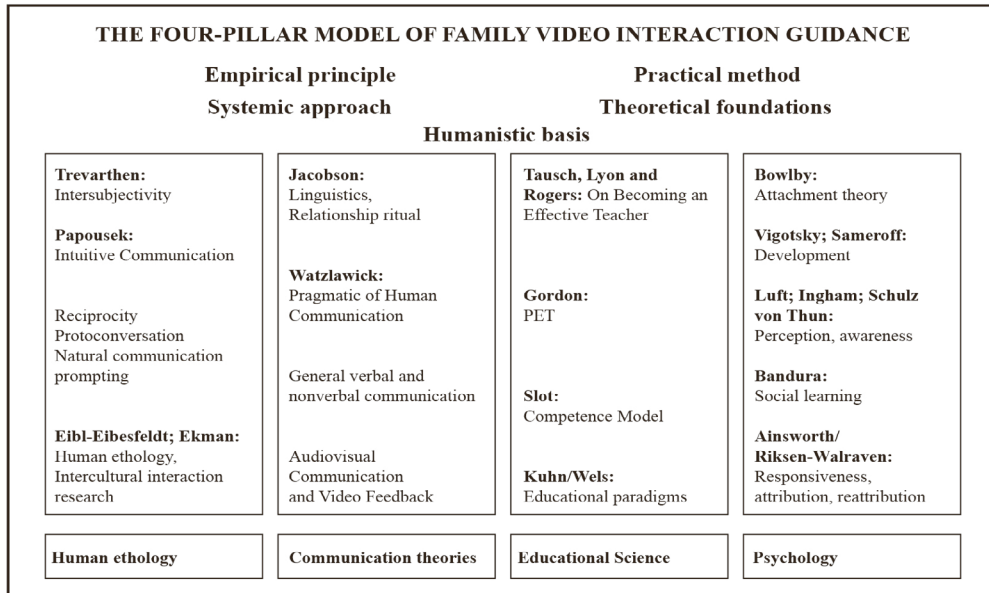 THE FOUR-PILLAR MODEL OF FAMILY VIDEO INTERACTION GUIDANCE
Empirical principle
Practical method
Systemic approach
Theoretical foundations
Humanistic basis
Trevarthen:
Intersubjectivity
Papousek:
Intuitive Communication
Reciprocity
Protoconversation
Natural communication
prompting
Eibl-Eibesfeldt; Ekman:
Human ethology,
Intercultural interaction
research
Jacobson:
Linguistics,
Relationship ritual
Watzlawick:
Pragmatic of Human
Communication
General verbal and
nonverbal communication
Audiovisual
Communication
and Video Feedback
Tausch, Lyon and
Rogers: On Becoming an
Effective Teacher
Gordon:
PET
Slot:
Competence Model
Kuhn/Wels:
Educational paradigms
Bowlby:
Attachment theory
Vigotsky; Sameroff:
Development
Luft; Ingham; Schulz
von Thun:
Perception, awareness
Bandura:
Social learning
Ainsworth/
Riksen-Walraven:
Responsiveness,
attribution, reattribution
Human ethology
Communication theories
Educational Science
Psychology